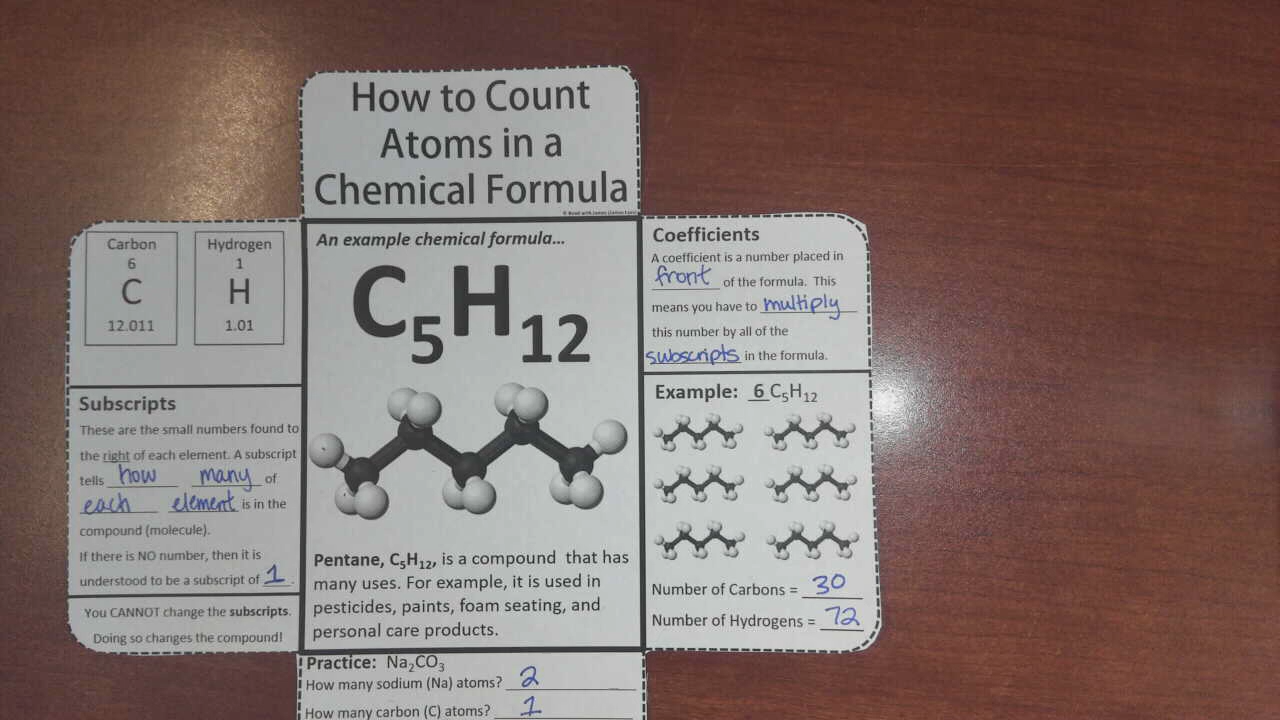 How to Count
Atoms in a
Chemical Formula
Carbon
6
C
12.011
Hydrogen
1
H
1.01
Subscripts
These are the small numbers found to
the right of each element. A subscript
tells how many of
each element is in the
compound (molecule).
If there is NO number, then it is
understood to be a subscript of 1.
You CANNOT change the subscripts.
Doing so changes the compound!
An example chemical formula...
C₅H₁₂
Pentane, C₅H₁₂, is a compound that has
many uses. For example, it is used in
pesticides, paints, foam seating, and
personal care products.
Coefficients
A coefficient is a number placed in
front of the formula. This
means you have to multiply
this number by all of the
subscripts in the formula.
Example: 6 C₅H₁₂
Number of Carbons = 30
Number of Hydrogens = 72
Practice: Na₂CO₃
How many sodium (Na) atoms? 2
How many carbon (C) atoms? 1